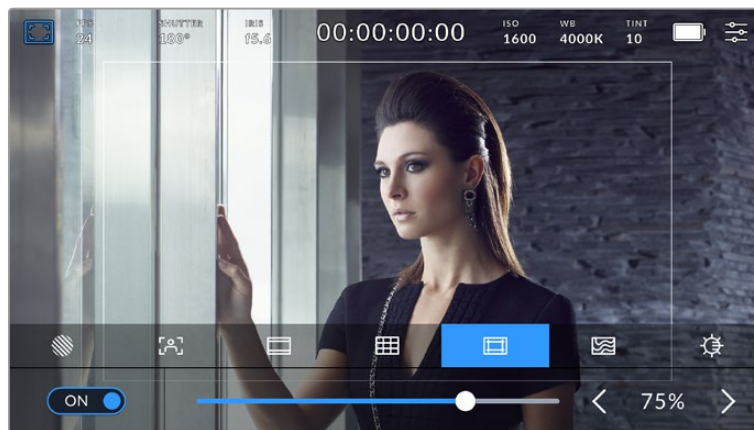 FPS SHUTTER IRIS 00:00:00:00 ISO WB TINT
24 180° f5.6 1600 4000K 10
ON 75%